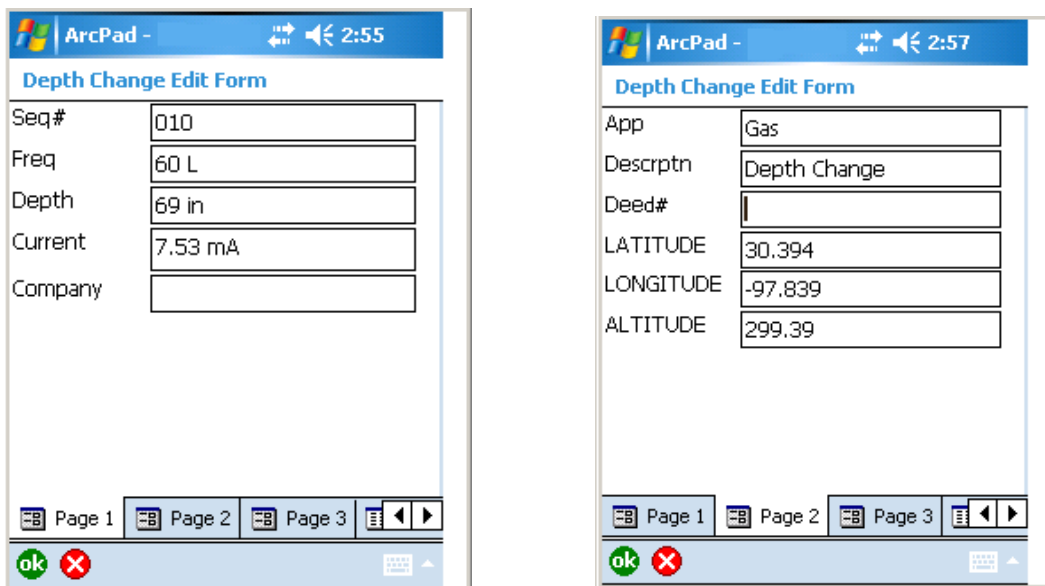 ArcPad - 2:55
Depth Change Edit Form
Seq# 010
Freq 60 L
Depth 69 in
Current 7.53 mA
Company
Page 1 Page 2 Page 3
ok
ArcPad - 2:57
Depth Change Edit Form
App Gas
Descrptn Depth Change
Deed#
LATITUDE 30.394
LONGITUDE -97.839
ALTITUDE 299.39
Page 1 Page 2 Page 3
ok